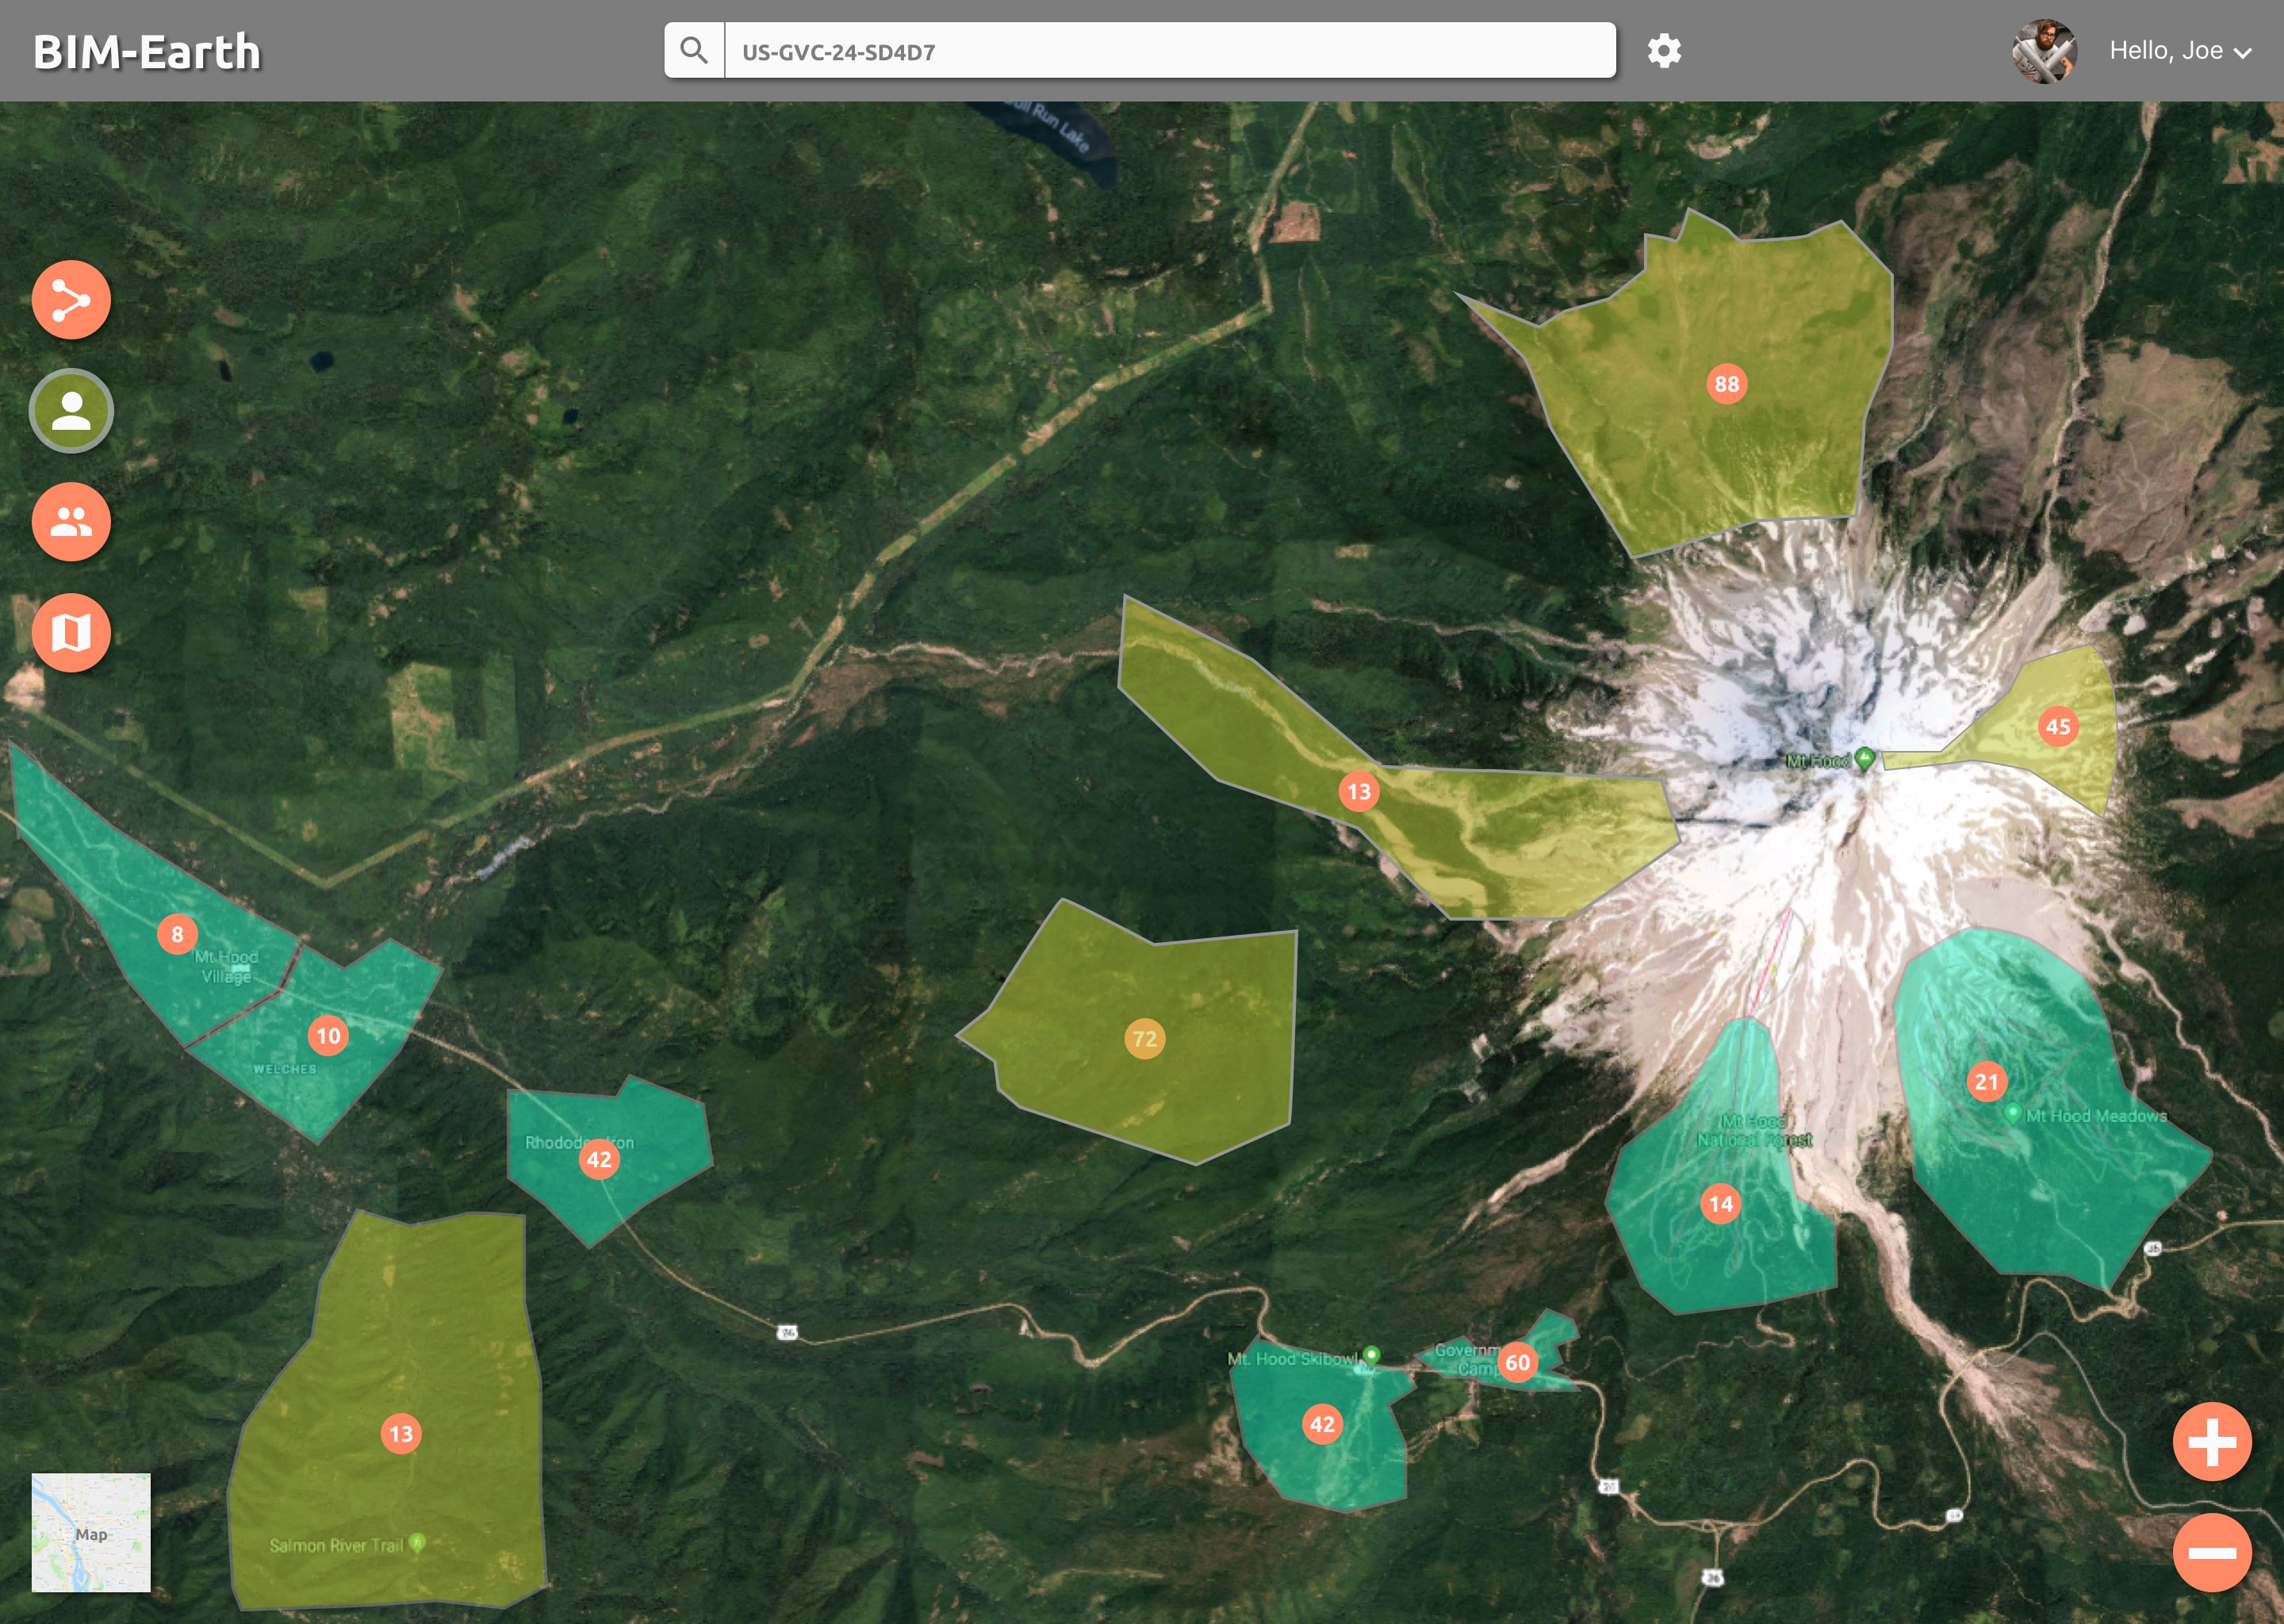 BIM-Earth
US-GVC-24-SD4D7
Hello, Joe
Run Lake
88
45
Mt Hood
13
8
Mt Hood
Village
10
WELCHES
72
21
Mt Hood Meadows
Mt Hood
National Forest
14
Rhododendron
42
26
Mt. Hood Skibowl
Government
Camp
60
42
13
Map
Salmon River Trail
26